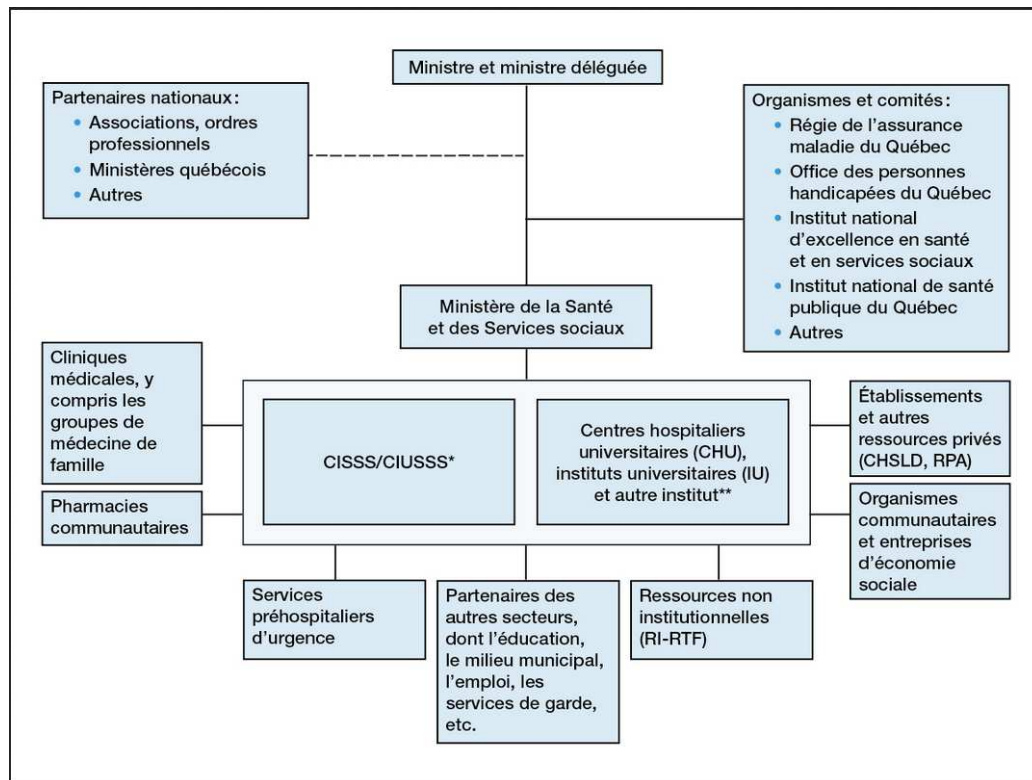 Ministre et ministre déléguée
Partenaires nationaux :
• Associations, ordres
professionnels
• Ministères québécois
• Autres
Organismes et comités :
• Régie de l'assurance
maladie du Québec
• Office des personnes
handicapées du Québec
• Institut national
d'excellence en santé
et en services sociaux
• Institut national de santé
publique du Québec
• Autres
Ministère de la Santé
et des Services sociaux
Cliniques
médicales, y
compris les
groupes de
médecine de
famille
Pharmacies
communautaires
CISSS/CIUSSS*
Centres hospitaliers
universitaires (CHU),
instituts universitaires (IU)
et autre institut**
Établissements
et autres
ressources privés
(CHSLD, RPA)
Organismes
communautaires
et entreprises
d'économie
sociale
Services
préhospitaliers
d'urgence
Partenaires des
autres secteurs,
dont l'éducation,
le milieu municipal,
l'emploi, les
services de garde,
etc.
Ressources non
institutionnelles
(RI-RTF)